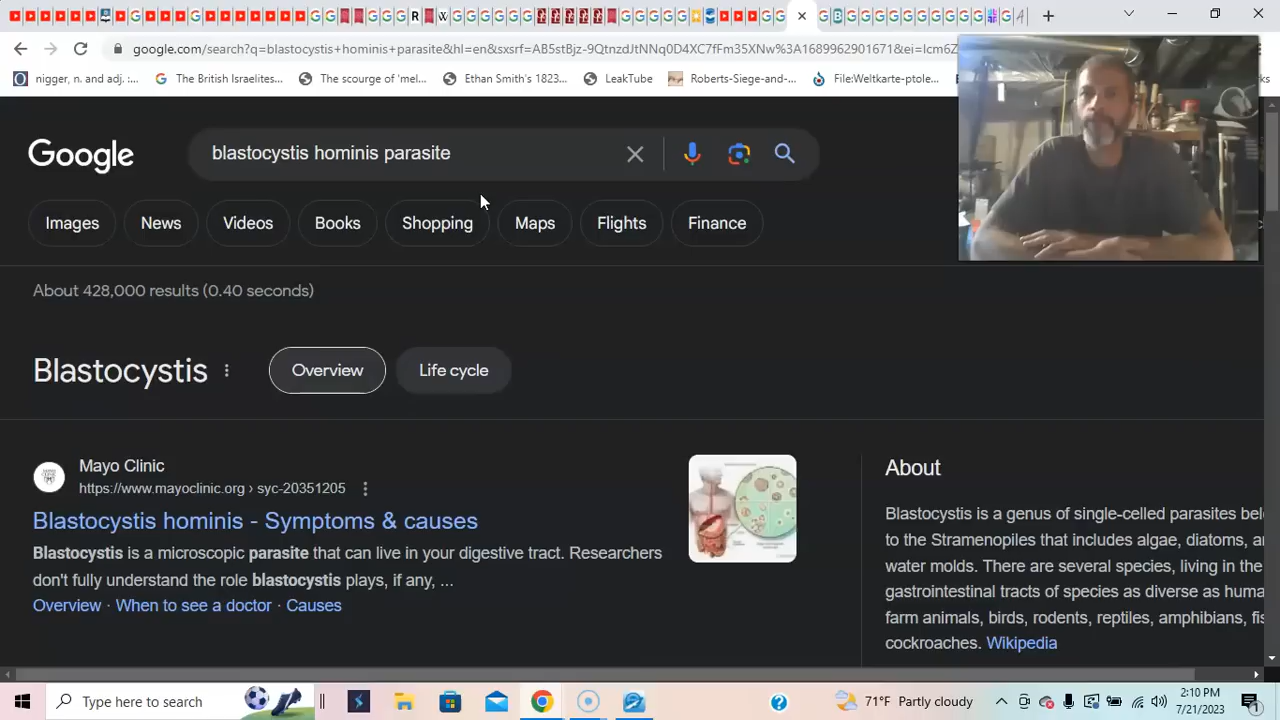 google.com/search?q=blastocystis+hominis+parasite&hl=en&sxsrf=AB5stBjz-9QtnzdJtNNq0D4XC7fFm35XNw%3A1689962901671&ei=lcm6Z
nigger, n. and adj. :... The British Israelites... The scourge of 'mel... Ethan Smith's 1823... LeakTube Roberts-Siege-and-... File:Weltkarte-ptole...
Google
blastocystis hominis parasite
Images News Videos Books Shopping Maps Flights Finance
About 428,000 results (0.40 seconds)
Blastocystis Overview Life cycle
Mayo Clinic
https://www.mayoclinic.org › syc-20351205
Blastocystis hominis - Symptoms & causes
Blastocystis is a microscopic parasite that can live in your digestive tract. Researchers
don't fully understand the role blastocystis plays, if any, ...
Overview · When to see a doctor · Causes
About
Blastocystis is a genus of single-celled parasites bel
to the Stramenopiles that includes algae, diatoms, a
water molds. There are several species, living in the
gastrointestinal tracts of species as diverse as huma
farm animals, birds, rodents, reptiles, amphibians, fis
cockroaches. Wikipedia
Type here to search
71°F Partly cloudy
2:10 PM
7/21/2023